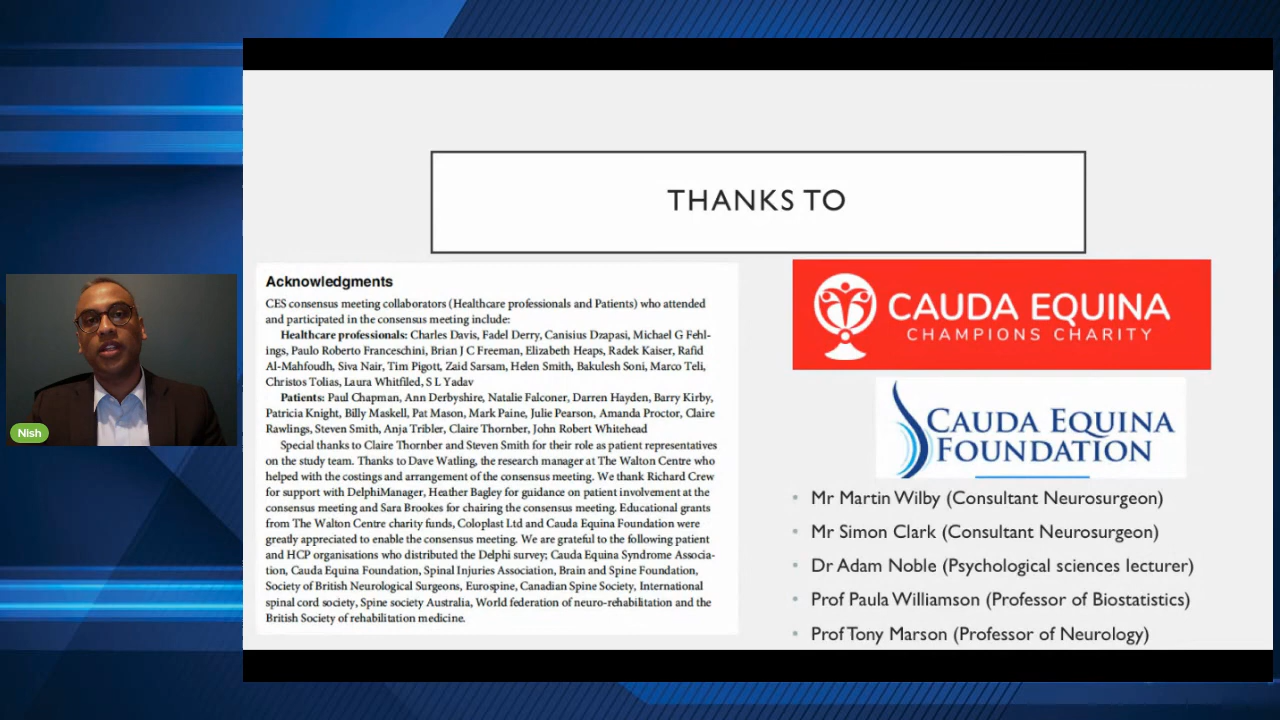 THANKS TO
Acknowledgments
CES consensus meeting collaborators (Healthcare professionals and Patients) who attended
and participated in the consensus meeting include:
Healthcare professionals: Charles Davis, Fadel Derry, Canisius Dzapasi, Michael G Fehl-
ings, Paulo Roberto Franceschini, Brian J C Freeman, Elizabeth Heaps, Radek Kaiser, Rafid
Al-Mahfoudh, Siva Nair, Tim Pigott, Zaid Sarsam, Helen Smith, Bakulesh Soni, Marco Teli,
Christos Tolias, Laura Whitfiled, S L Yadav
Patients: Paul Chapman, Ann Derbyshire, Natalie Falconer, Darren Hayden, Barry Kirby,
Patricia Knight, Billy Maskell, Pat Mason, Mark Paine, Julie Pearson, Amanda Proctor, Claire
Rawlings, Steven Smith, Anja Tribler, Claire Thornber, John Robert Whitehead
Special thanks to Claire Thornber and Steven Smith for their role as patient representatives
on the study team. Thanks to Dave Watling, the research manager at The Walton Centre who
helped with the costings and arrangement of the consensus meeting. We thank Richard Crew
for support with DelphiManager, Heather Bagley for guidance on patient involvement at the
consensus meeting and Sara Brookes for chairing the consensus meeting. Educational grants
from The Walton Centre charity funds, Coloplast Ltd and Cauda Equina Foundation were
greatly appreciated to enable the consensus meeting. We are grateful to the following patient
and HCP organisations who distributed the Delphi survey; Cauda Equina Syndrome Associa-
tion, Cauda Equina Foundation, Spinal Injuries Association, Brain and Spine Foundation,
Society of British Neurological Surgeons, Eurospine, Canadian Spine Society, International
spinal cord society, Spine society Australia, World federation of neuro-rehabilitation and the
British Society of rehabilitation medicine.
CAUDA EQUINA
CHAMPIONS CHARITY
CAUDA EQUINA
FOUNDATION
• Mr Martin Wilby (Consultant Neurosurgeon)
• Mr Simon Clark (Consultant Neurosurgeon)
• Dr Adam Noble (Psychological sciences lecturer)
• Prof Paula Williamson (Professor of Biostatistics)
• Prof Tony Marson (Professor of Neurology)
Nish